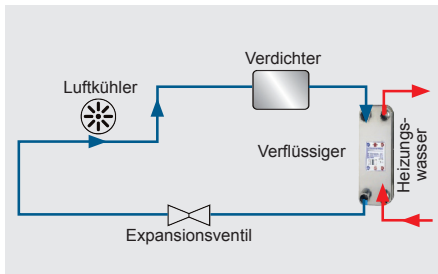 Verdichter
Luftkühler
Verflüssiger
Heizungs-
wasser
Expansionsventil